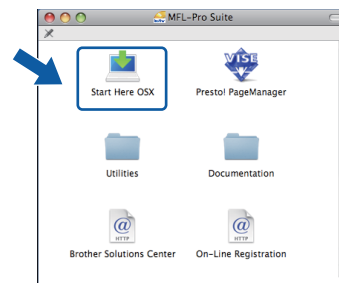 MFL-Pro Suite
Start Here OSX
VISE
Presto! PageManager
Utilities
Documentation
@
HTTP
@
HTTP
Brother Solutions Center
On-Line Registration